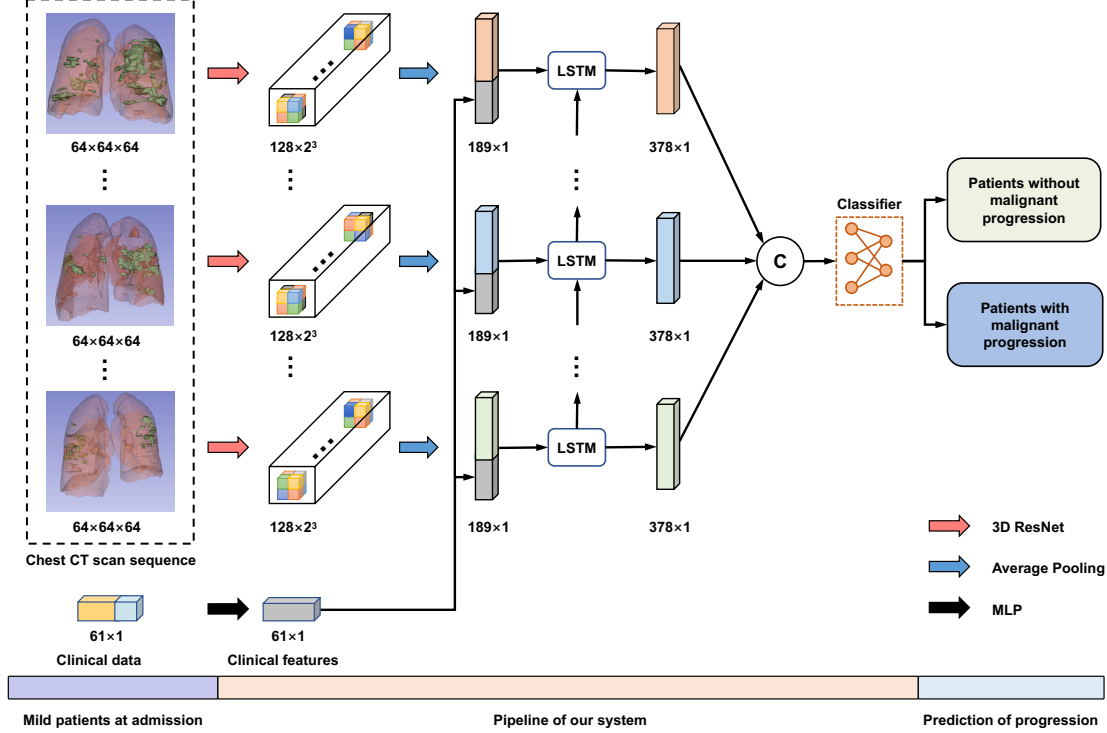 64×64×64
128×2³
189×1
LSTM
378×1
64×64×64
128×2³
189×1
LSTM
378×1
C
Classifier
Patients without
malignant
progression
Patients with
malignant
progression
64×64×64
128×2³
189×1
LSTM
378×1
Chest CT scan sequence
61×1
Clinical data
61×1
Clinical features
3D ResNet
Average Pooling
MLP
Mild patients at admission
Pipeline of our system
Prediction of progression